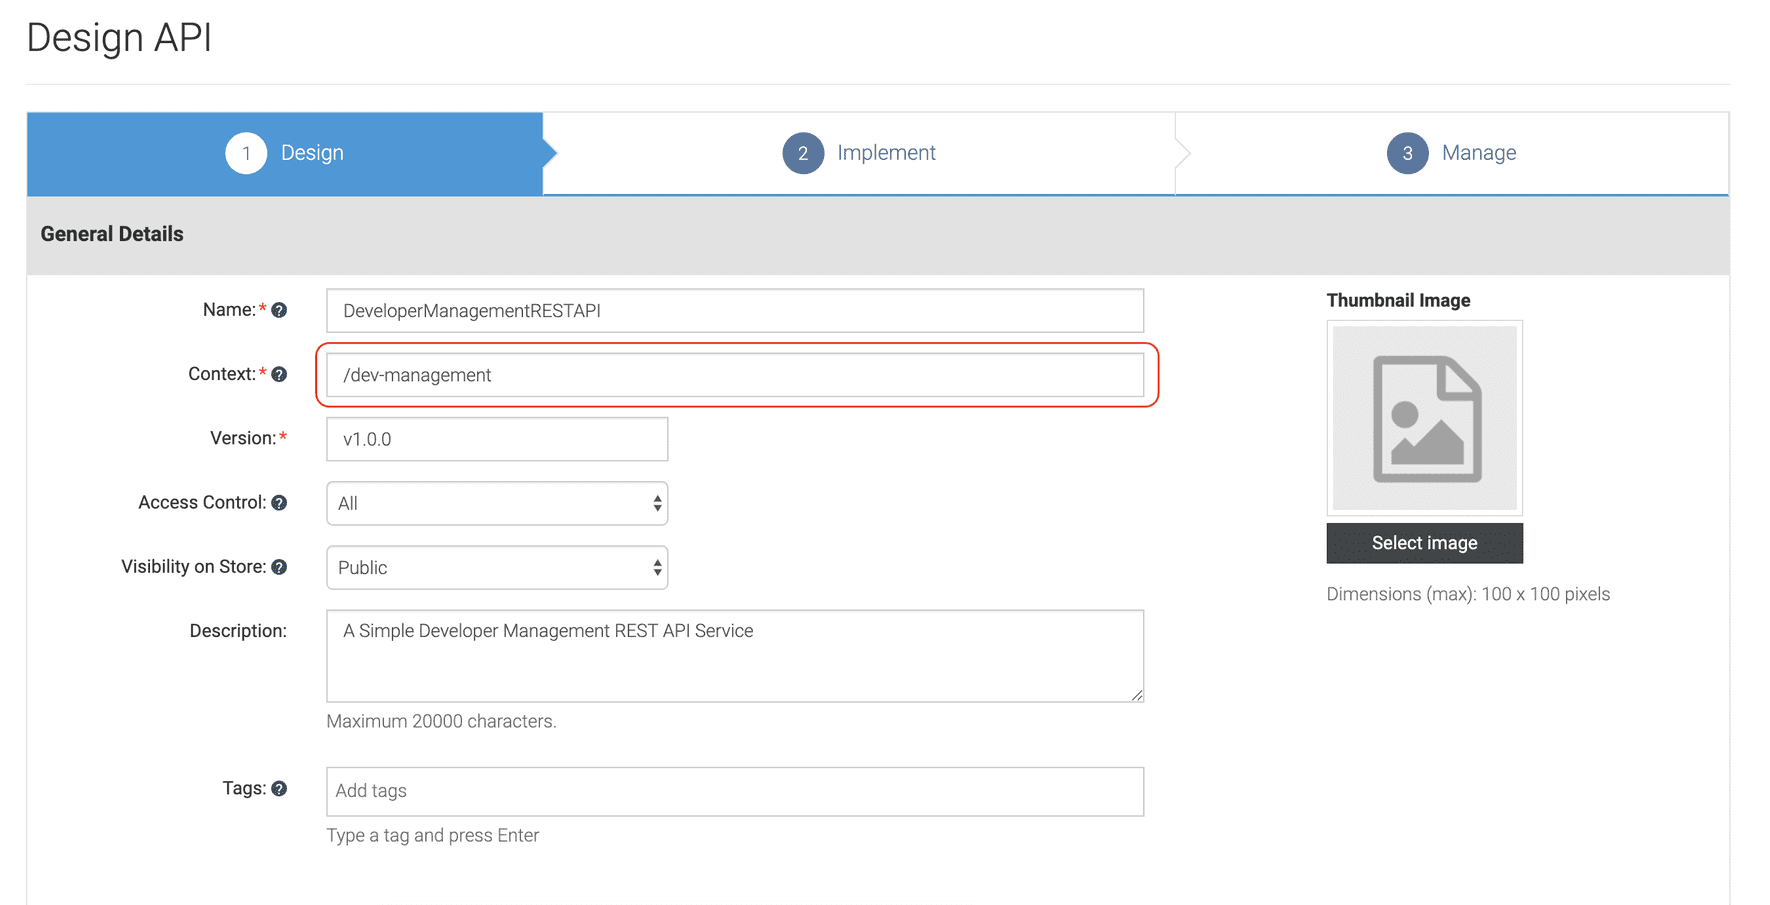 Design API
1 Design
2 Implement
3 Manage
General Details
Name:* ? DeveloperManagementRESTAPI
Context:* ? /dev-management
Version:* v1.0.0
Access Control: ? All
Visibility on Store: ? Public
Description: A Simple Developer Management REST API Service
Maximum 20000 characters.
Tags: ? Add tags
Type a tag and press Enter
Thumbnail Image
Select image
Dimensions (max): 100 x 100 pixels